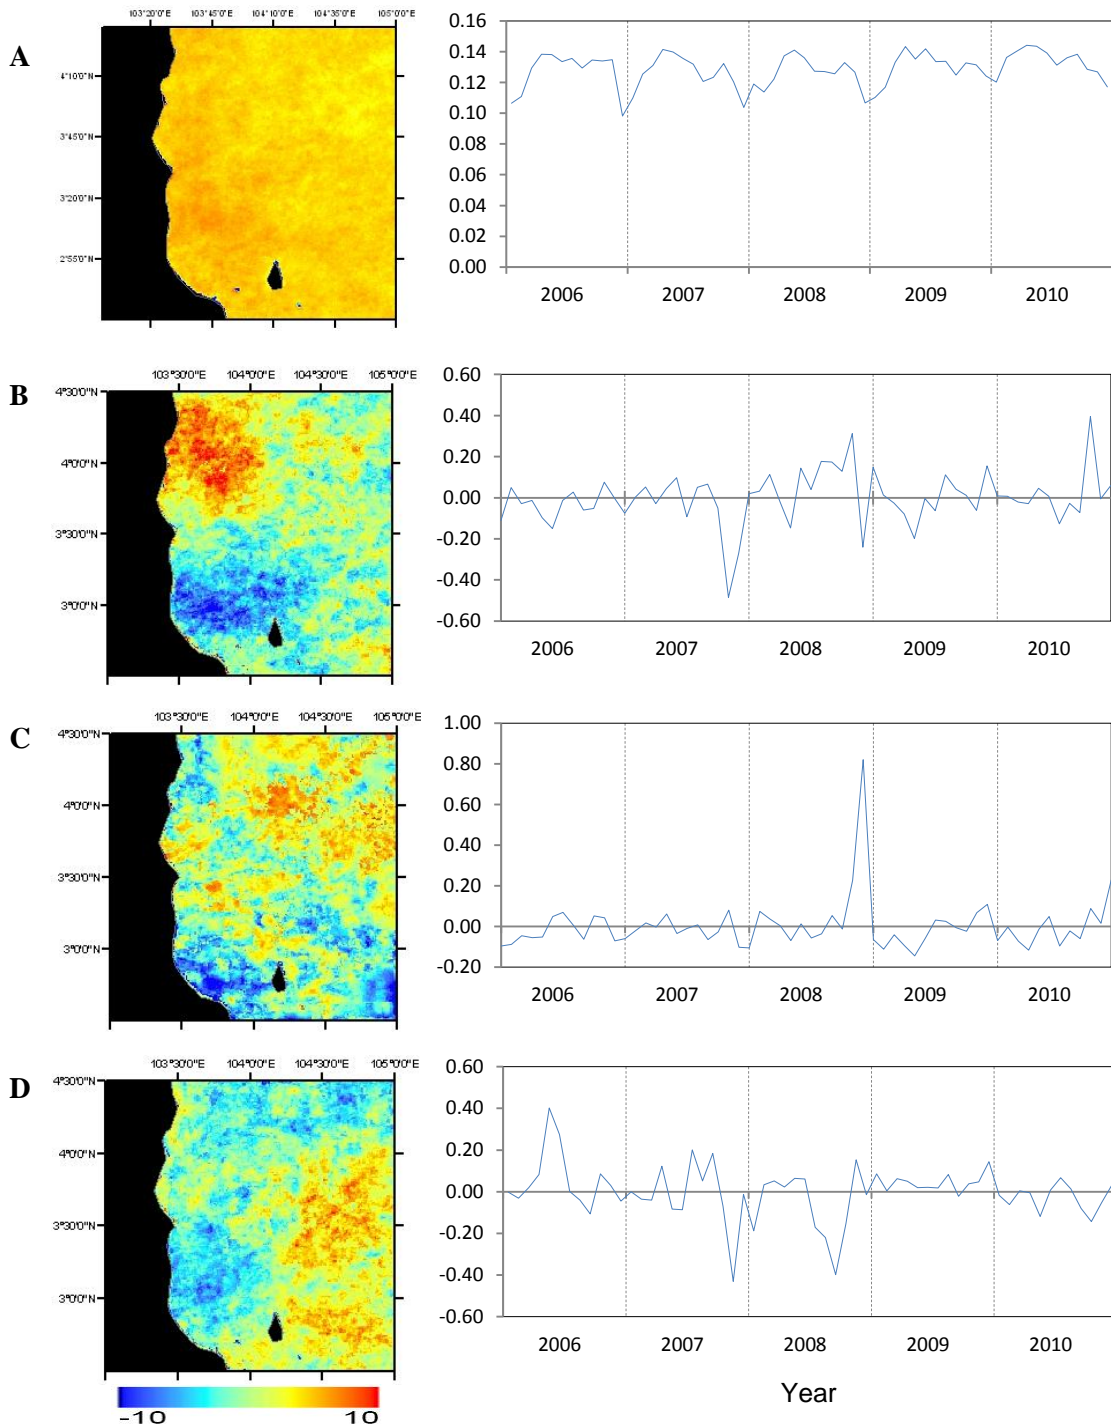 A
103°20'0"E 103°45'0"E 104°10'0"E 104°35'0"E 105°0'0"E
4°10'0"N
3°45'0"N
3°20'0"N
2°55'0"N
0.16
0.14
0.12
0.10
0.08
0.06
0.04
0.02
0.00
2006 2007 2008 2009 2010
B
103°30'0"E 104°0'0"E 104°30'0"E 105°0'0"E
4°30'0"N
4°0'0"N
3°30'0"N
3°0'0"N
0.60
0.40
0.20
0.00
-0.20
-0.40
-0.60
2006 2007 2008 2009 2010
C
103°30'0"E 104°0'0"E 104°30'0"E 105°0'0"E
4°30'0"N
4°0'0"N
3°30'0"N
3°0'0"N
1.00
0.80
0.60
0.40
0.20
0.00
-0.20
2006 2007 2008 2009 2010
D
103°30'0"E 104°0'0"E 104°30'0"E 105°0'0"E
4°30'0"N
4°0'0"N
3°30'0"N
3°0'0"N
0.60
0.40
0.20
0.00
-0.20
-0.40
-0.60
2006 2007 2008 2009 2010
Year
-10 10